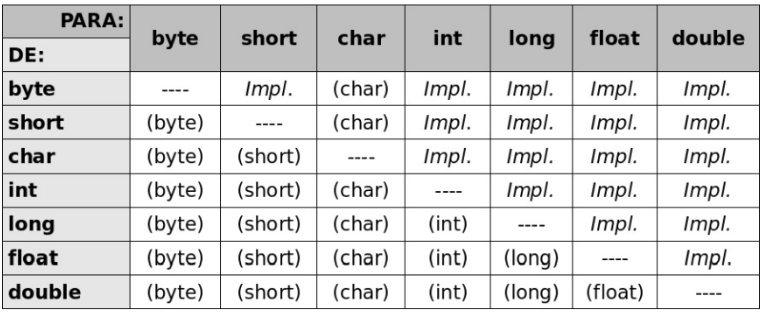 PARA:
DE: byte short char int long float double
byte ---- Impl. (char) Impl. Impl. Impl. Impl.
short (byte) ---- (char) Impl. Impl. Impl. Impl.
char (byte) (short) ---- Impl. Impl. Impl. Impl.
int (byte) (short) (char) ---- Impl. Impl. Impl.
long (byte) (short) (char) (int) ---- Impl. Impl.
float (byte) (short) (char) (int) (long) ---- Impl.
double (byte) (short) (char) (int) (long) (float) ----